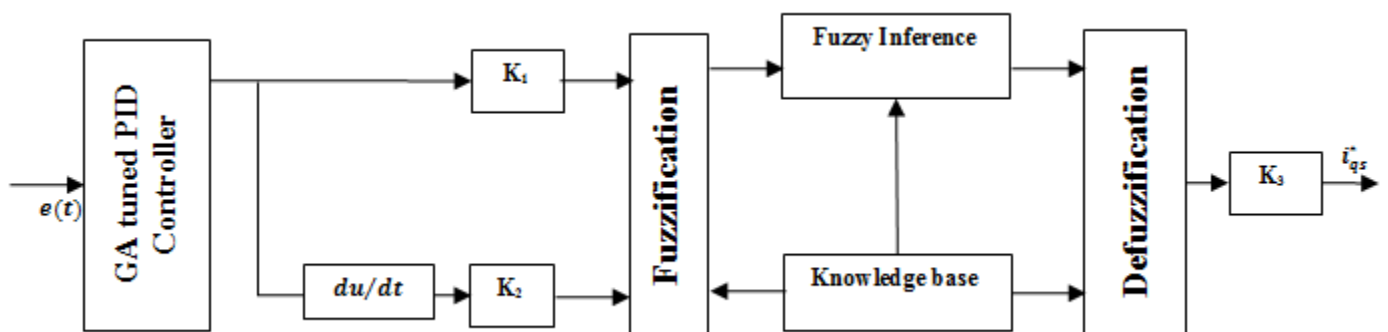 e(t)
GA tuned PID
Controller
K₁
du/dt
K₂
Fuzzification
Fuzzy Inference
Knowledge base
Defuzzification
K₃
i*qs